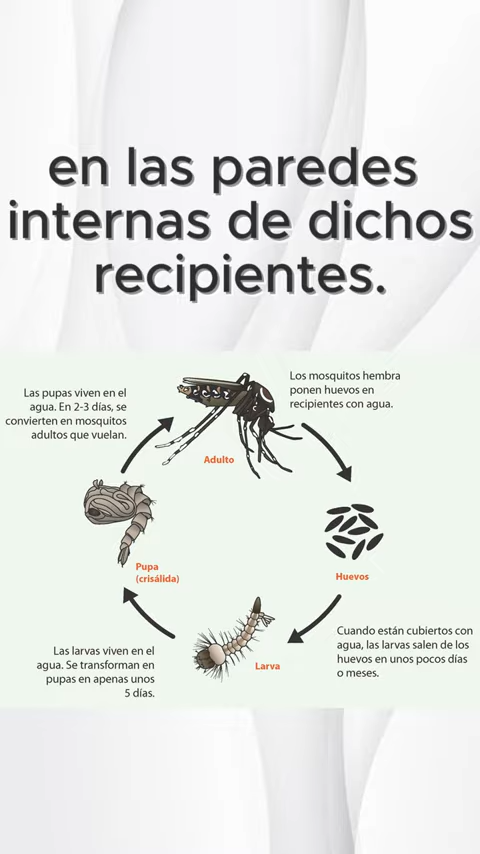 en las paredes
internas de dichos
recipientes.
Los mosquitos hembra
ponen huevos en
recipientes con agua.
Las pupas viven en el
agua. En 2-3 días, se
convierten en mosquitos
adultos que vuelan.
Adulto
Pupa
(crisálida)
Huevos
Cuando están cubiertos con
agua, las larvas salen de los
huevos en unos pocos días
o meses.
Larva
Las larvas viven en el
agua. Se transforman en
pupas en apenas unos
5 días.